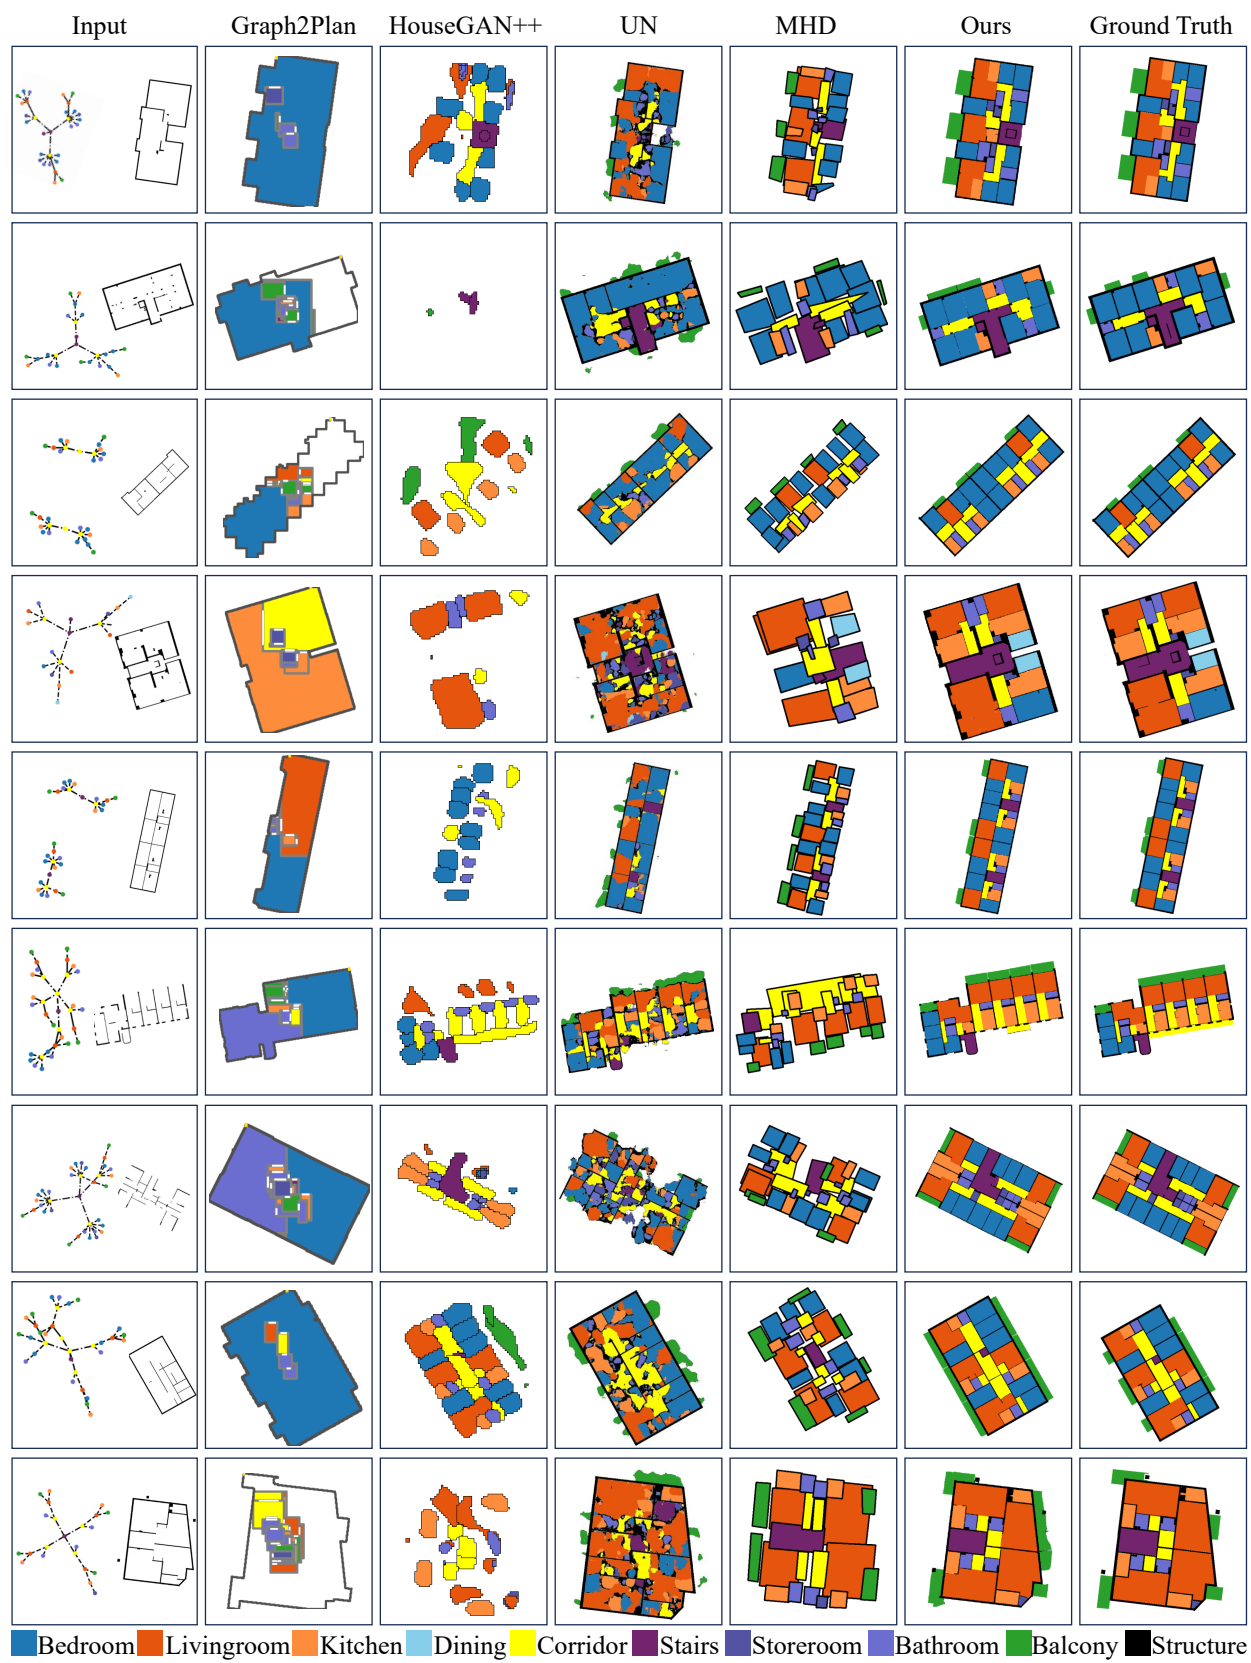 Input Graph2Plan HouseGAN++ UN MHD Ours Ground Truth
Bedroom Livingroom Kitchen Dining Corridor Stairs Storeroom Bathroom Balcony Structure